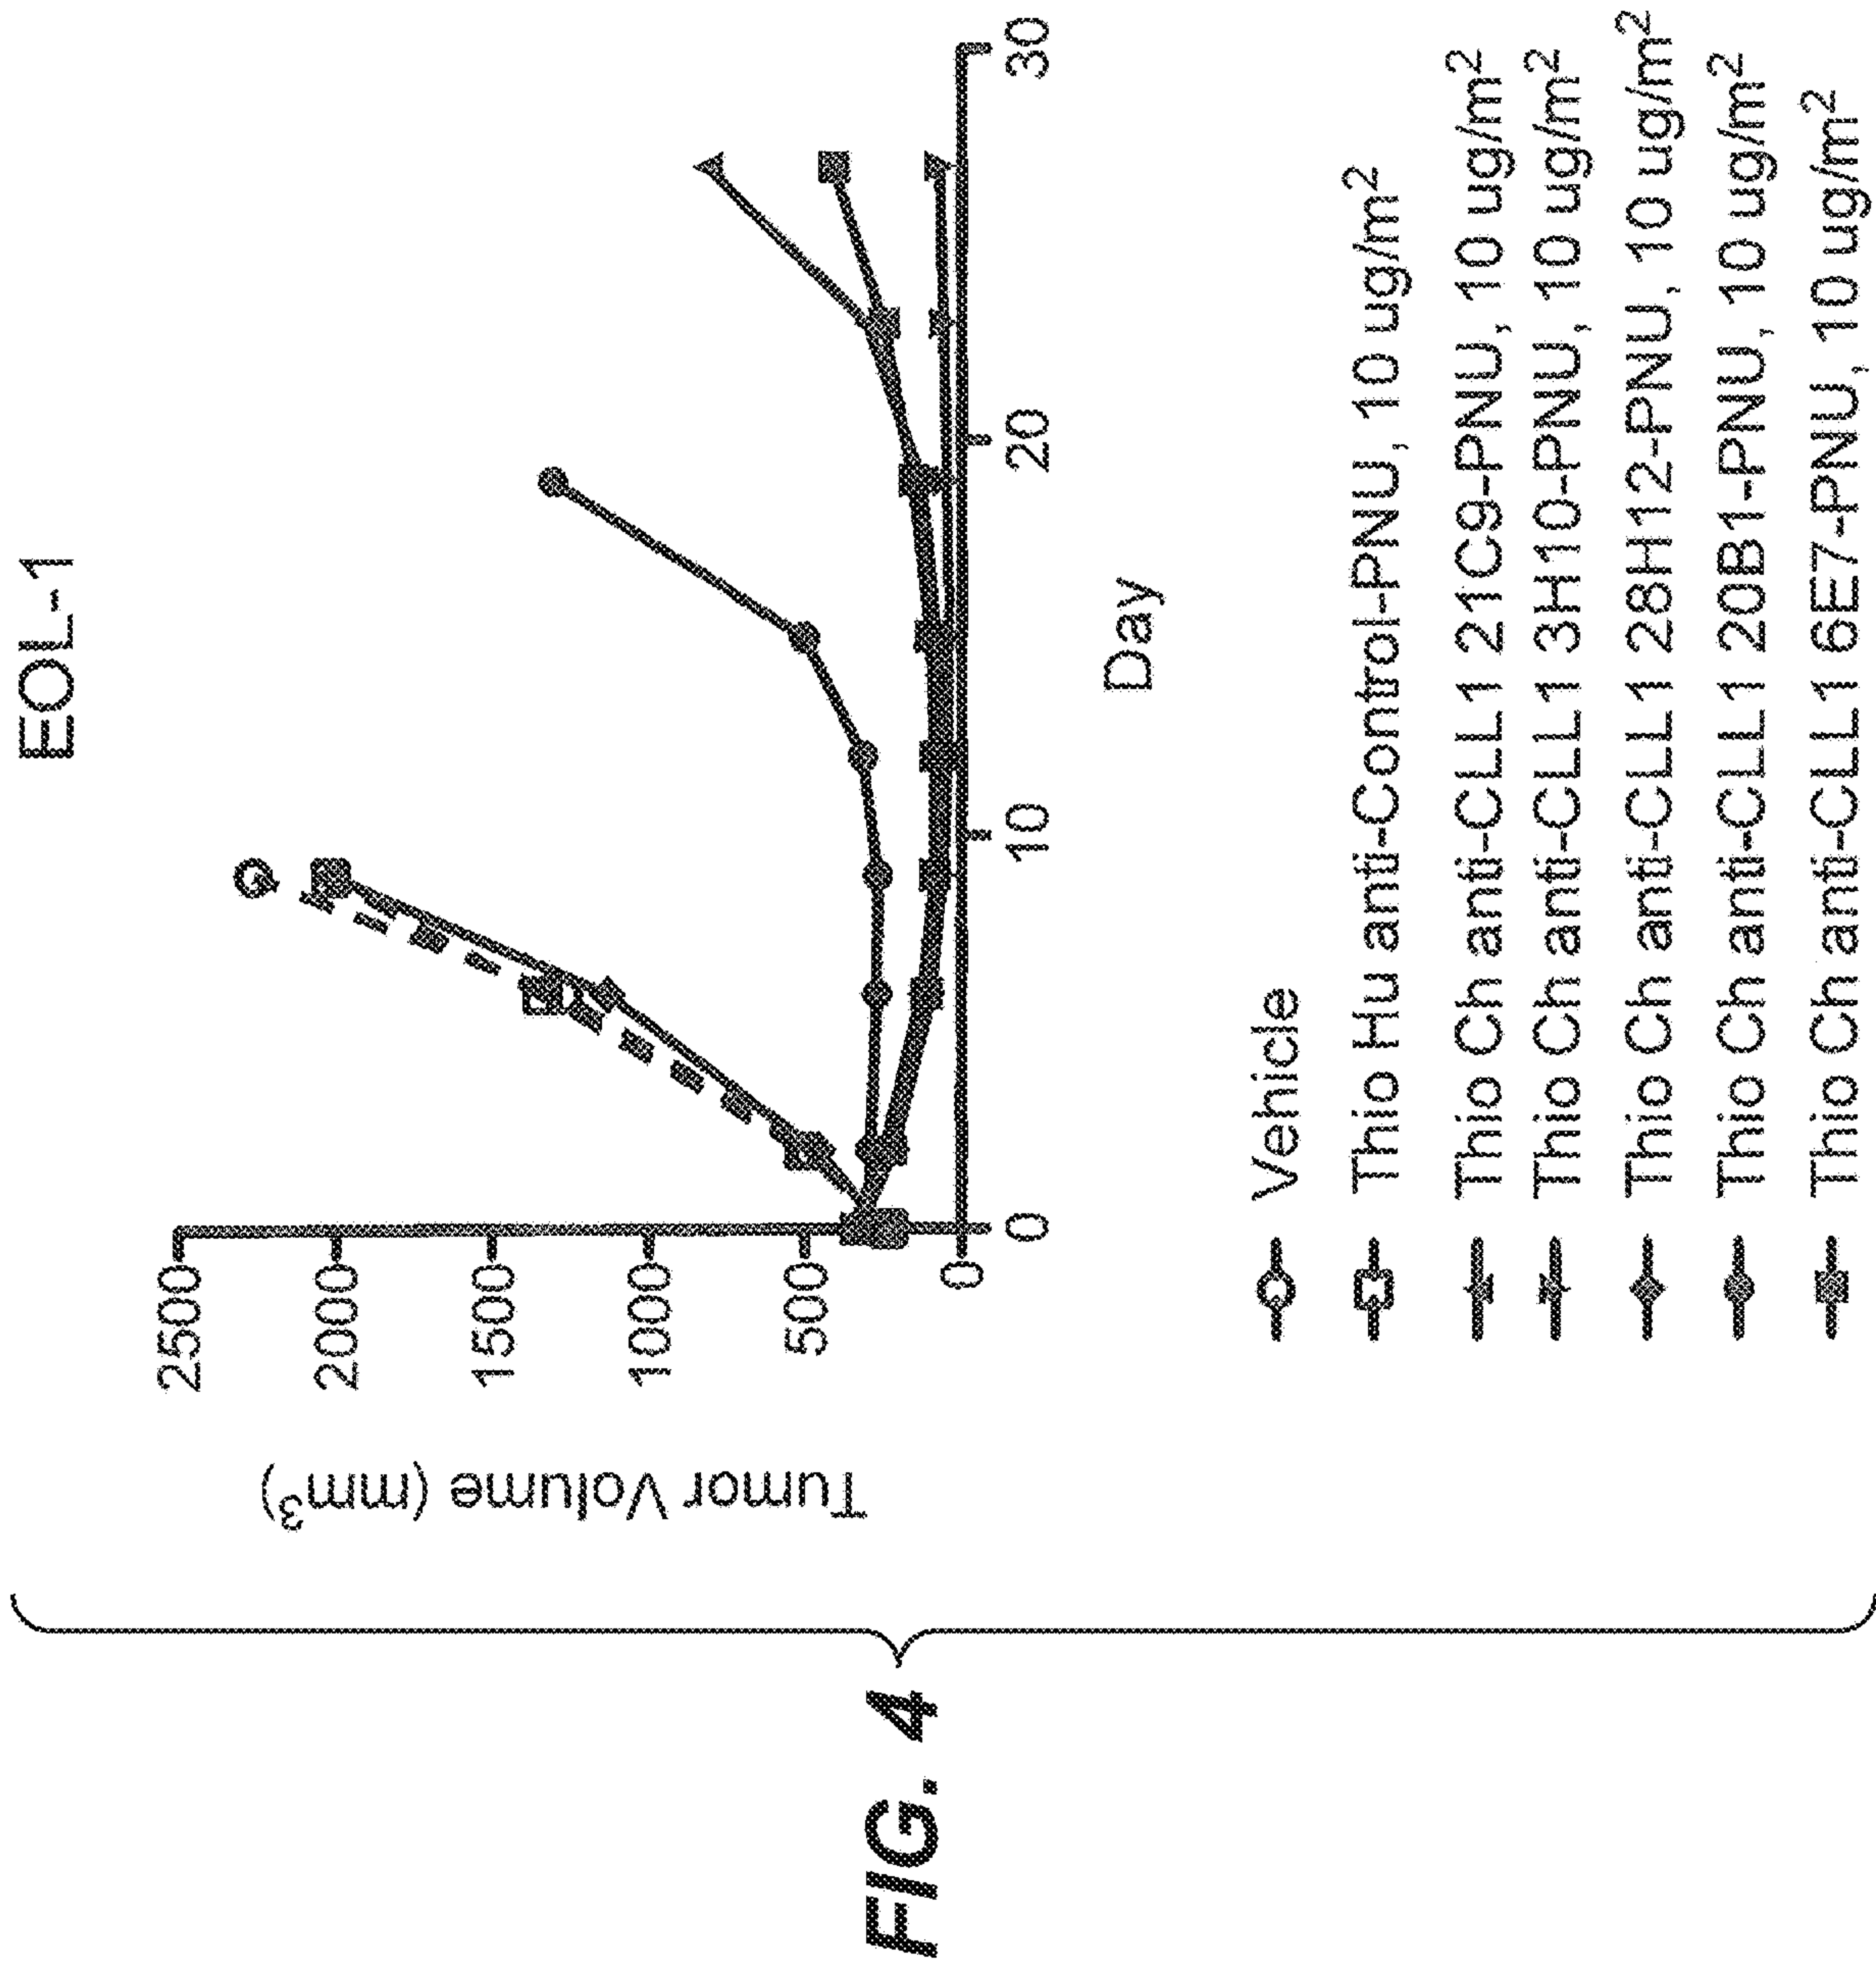 EOL-1
Tumor Volume (mm³)
2500
2000
1500
1000
500
0
0
10
20
30
Day
Vehicle
Thio Hu anti-Control-PNU, 10 ug/m²
Thio Ch anti-CLL1 21C9-PNU, 10 ug/m²
Thio Ch anti-CLL1 3H10-PNU, 10 ug/m²
Thio Ch anti-CLL1 28H12-PNU, 10 ug/m²
Thio Ch anti-CLL1 20B1-PNU, 10 ug/m²
Thio Ch anti-CLL1 6E7-PNU, 10 ug/m²
FIG. 4